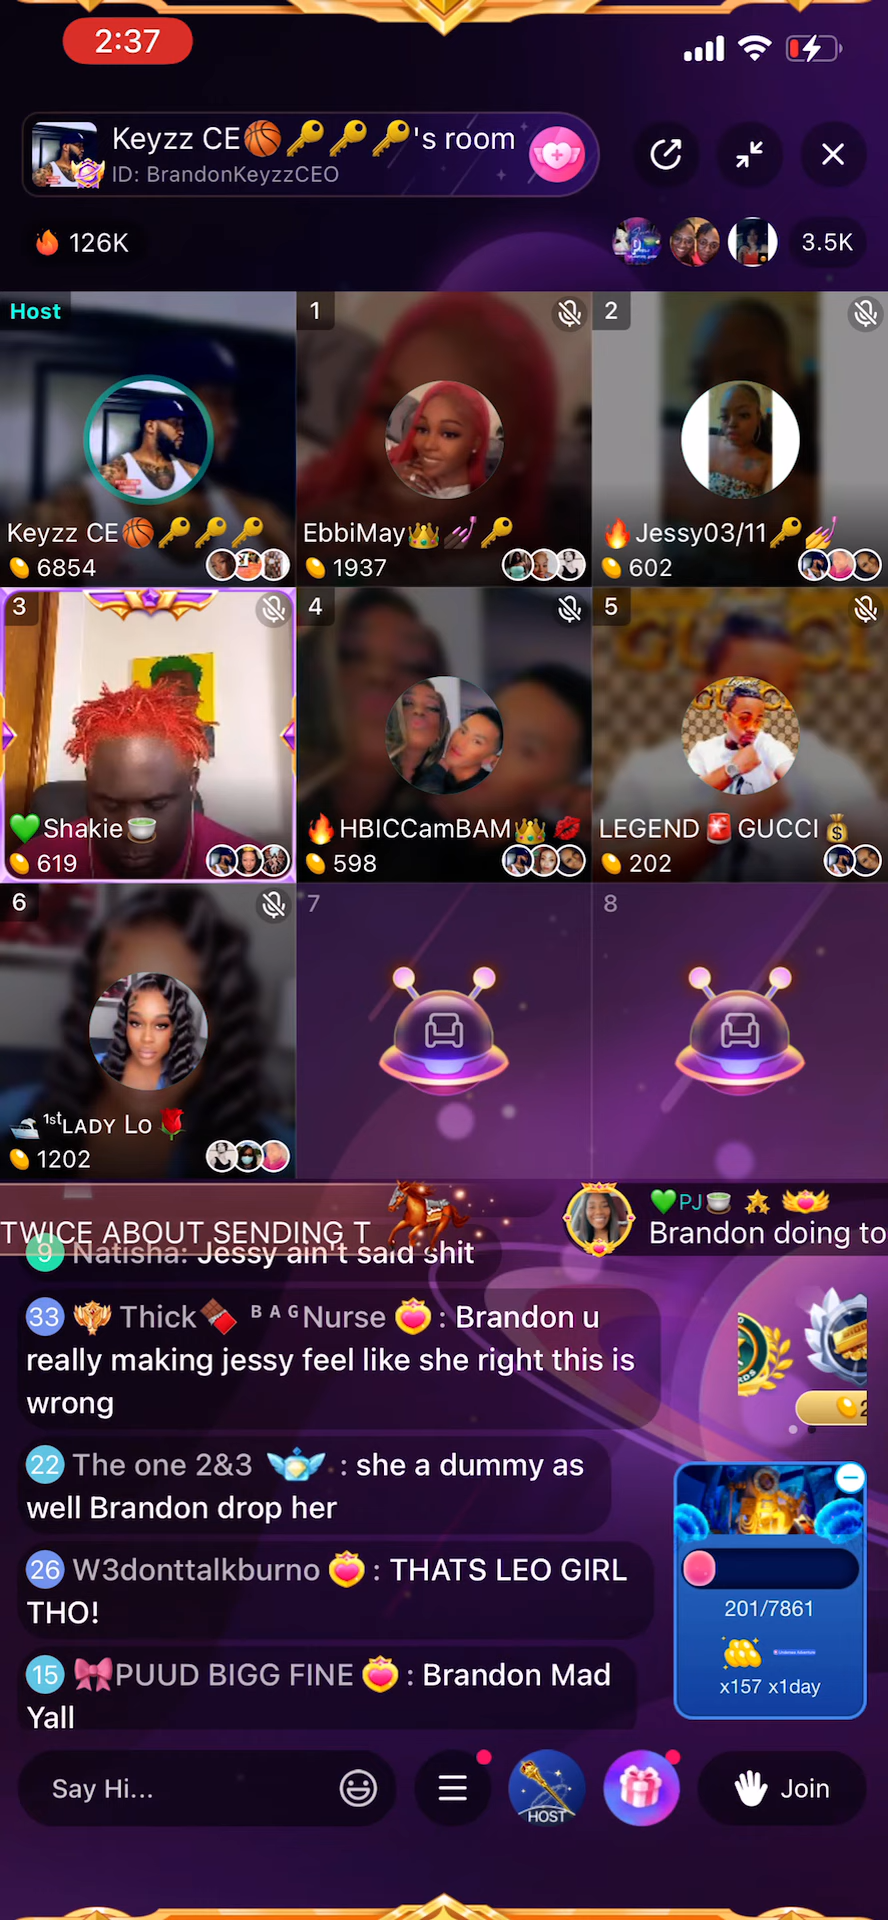 2:37
Keyzz CE🏀🔑🔑🔑's room
ID: BrandonKeyzzCEO
126K
3.5K
Host
1
2
Keyzz CE🏀🔑🔑🔑
EbbiMay👑💅🏿🔑
🔥Jessy03/11🔑💅
6854
1937
602
3
4
5
💚Shakie🍵
🔥HBICCamBAM👑💋
LEGEND🚨GUCCI💰
619
598
202
6
7
8
🛥️¹ˢᵗLADY LO🌹
1202
💚PJ🍵
TWICE ABOUT SENDING T
Brandon doing to
9 Natisha: Jessy ain't said shit
33 Thick🍫 ᴮᴬᴳNurse : Brandon u
really making jessy feel like she right this is
wrong
22 The one 2&3 : she a dummy as
well Brandon drop her
26 W3donttalkburno : THATS LEO GIRL
THO!
15 🎀PUUD BIGG FINE : Brandon Mad
Yall
201/7861
x157 x1day
Say Hi...
HOST
Join